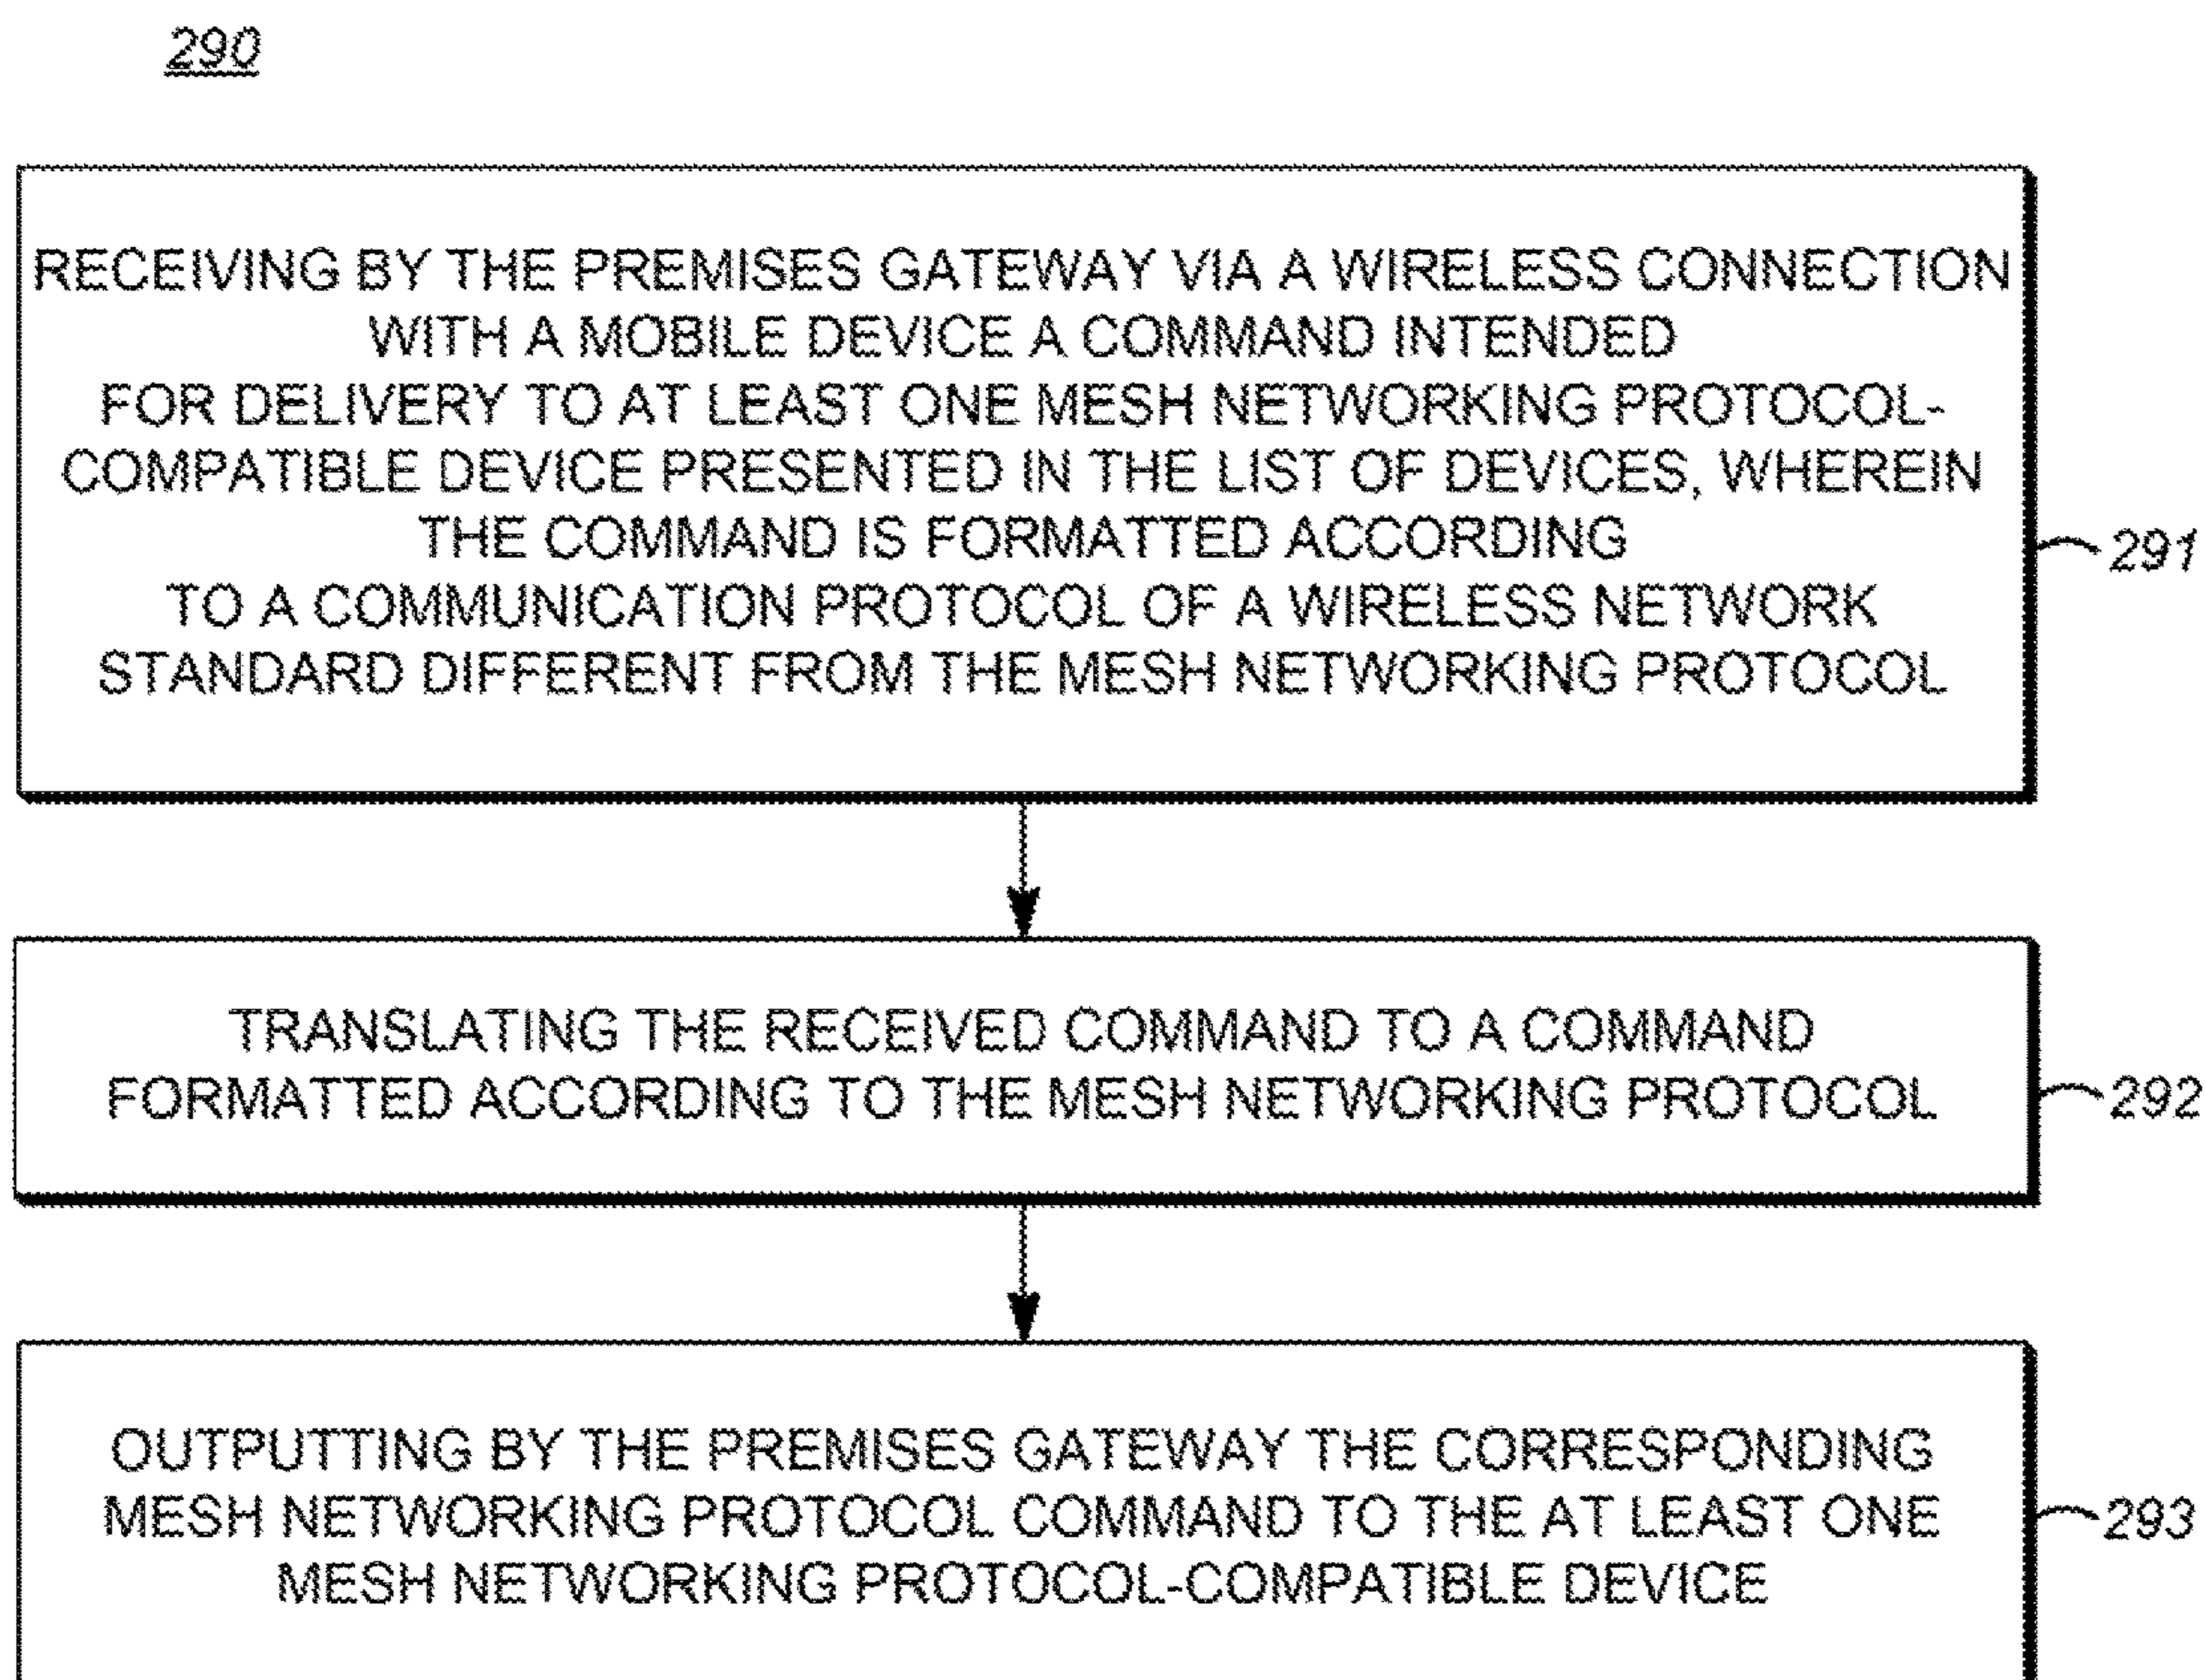 290
RECEIVING BY THE PREMISES GATEWAY VIA A WIRELESS CONNECTION
WITH A MOBILE DEVICE A COMMAND INTENDED
FOR DELIVERY TO AT LEAST ONE MESH NETWORKING PROTOCOL-
COMPATIBLE DEVICE PRESENTED IN THE LIST OF DEVICES, WHEREIN
THE COMMAND IS FORMATTED ACCORDING
TO A COMMUNICATION PROTOCOL OF A WIRELESS NETWORK
STANDARD DIFFERENT FROM THE MESH NETWORKING PROTOCOL
291
TRANSLATING THE RECEIVED COMMAND TO A COMMAND
FORMATTED ACCORDING TO THE MESH NETWORKING PROTOCOL
292
OUTPUTTING BY THE PREMISES GATEWAY THE CORRESPONDING
MESH NETWORKING PROTOCOL COMMAND TO THE AT LEAST ONE
MESH NETWORKING PROTOCOL-COMPATIBLE DEVICE
293